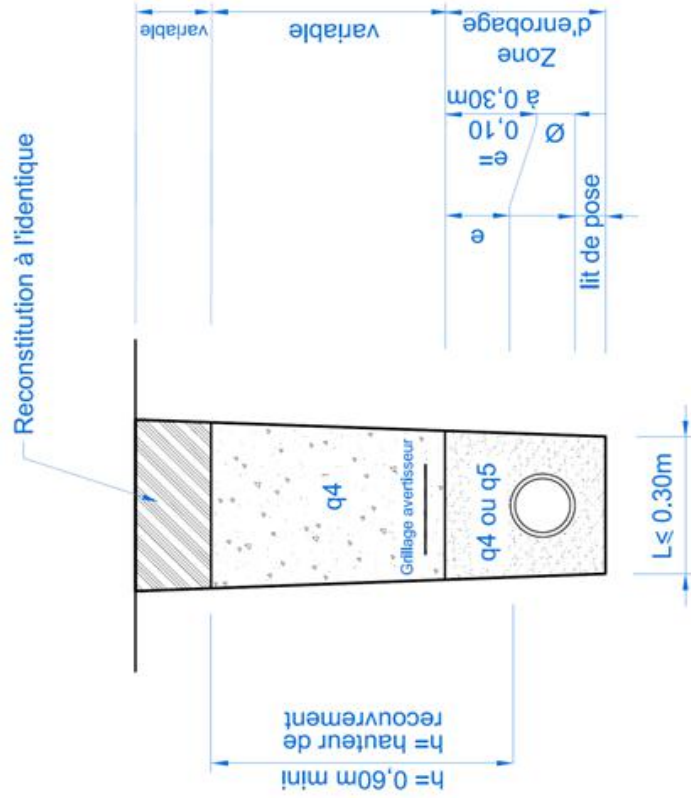 Reconstitution à l'identique
variable
variable
Zone
d'enrobage
e=
0,10
à 0,30m
e
Ø
lit de pose
q4
Grillage avertisseur
q4 ou q5
L≤ 0.30m
h= 0,60m mini
h= hauteur de
recouvrement